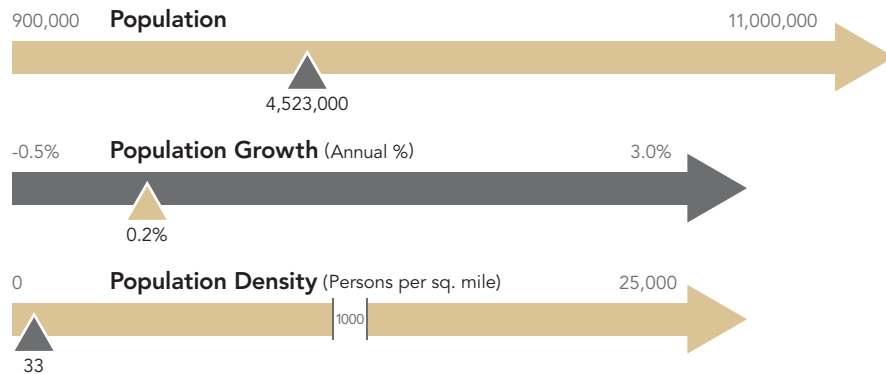 900,000 Population 11,000,000
4,523,000
-0.5% Population Growth (Annual %) 3.0%
0.2%
0 Population Density (Persons per sq. mile) 25,000
1000
33